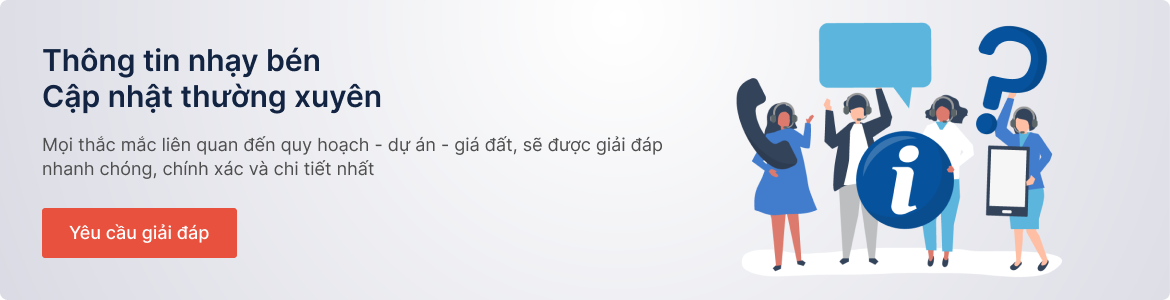 Thông tin nhạy bén
Cập nhật thường xuyên
Mọi thắc mắc liên quan đến quy hoạch - dự án - giá đất, sẽ được giải đáp
nhanh chóng, chính xác và chi tiết nhất
Yêu cầu giải đáp
i
?